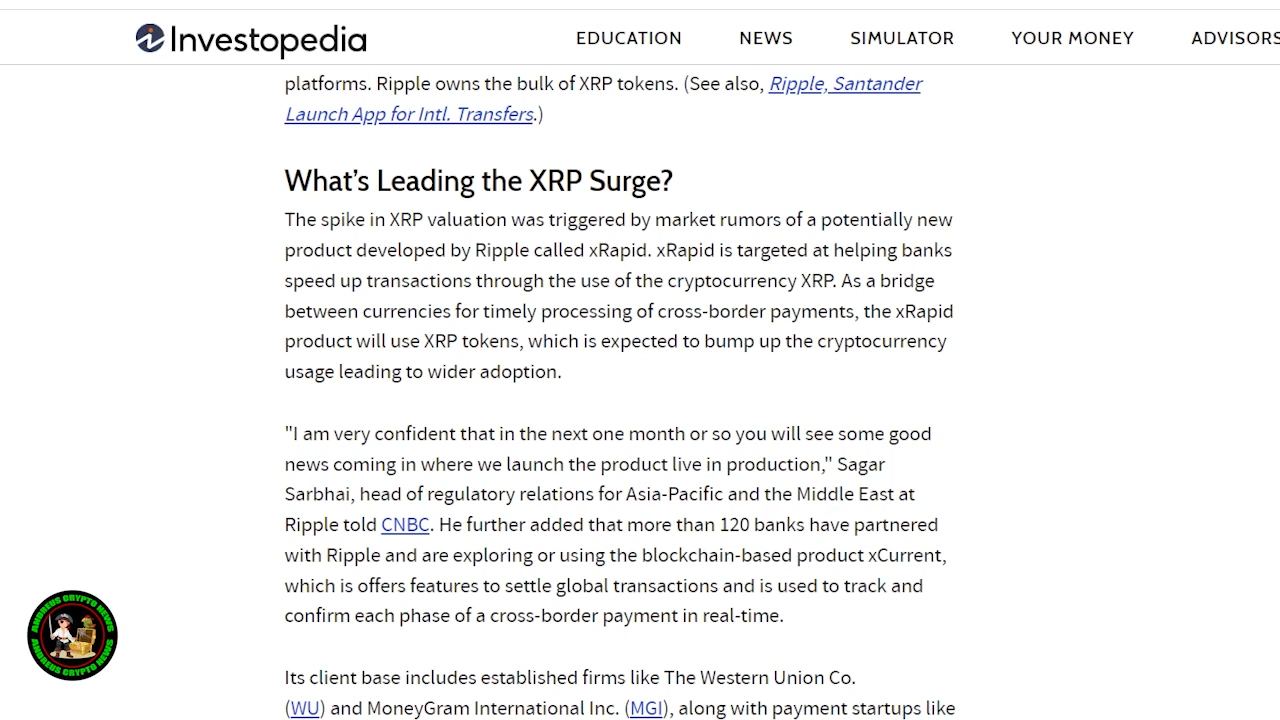 Investopedia
EDUCATION NEWS SIMULATOR YOUR MONEY ADVISORS
platforms. Ripple owns the bulk of XRP tokens. (See also, Ripple, Santander
Launch App for Intl. Transfers.)
What's Leading the XRP Surge?
The spike in XRP valuation was triggered by market rumors of a potentially new
product developed by Ripple called xRapid. xRapid is targeted at helping banks
speed up transactions through the use of the cryptocurrency XRP. As a bridge
between currencies for timely processing of cross-border payments, the xRapid
product will use XRP tokens, which is expected to bump up the cryptocurrency
usage leading to wider adoption.
"I am very confident that in the next one month or so you will see some good
news coming in where we launch the product live in production," Sagar
Sarbhai, head of regulatory relations for Asia-Pacific and the Middle East at
Ripple told CNBC. He further added that more than 120 banks have partnered
with Ripple and are exploring or using the blockchain-based product xCurrent,
which is offers features to settle global transactions and is used to track and
confirm each phase of a cross-border payment in real-time.
Its client base includes established firms like The Western Union Co.
(WU) and MoneyGram International Inc. (MGI), along with payment startups like
ANDREUS CRYPTO NEWS
ANDREUS CRYPTO NEWS